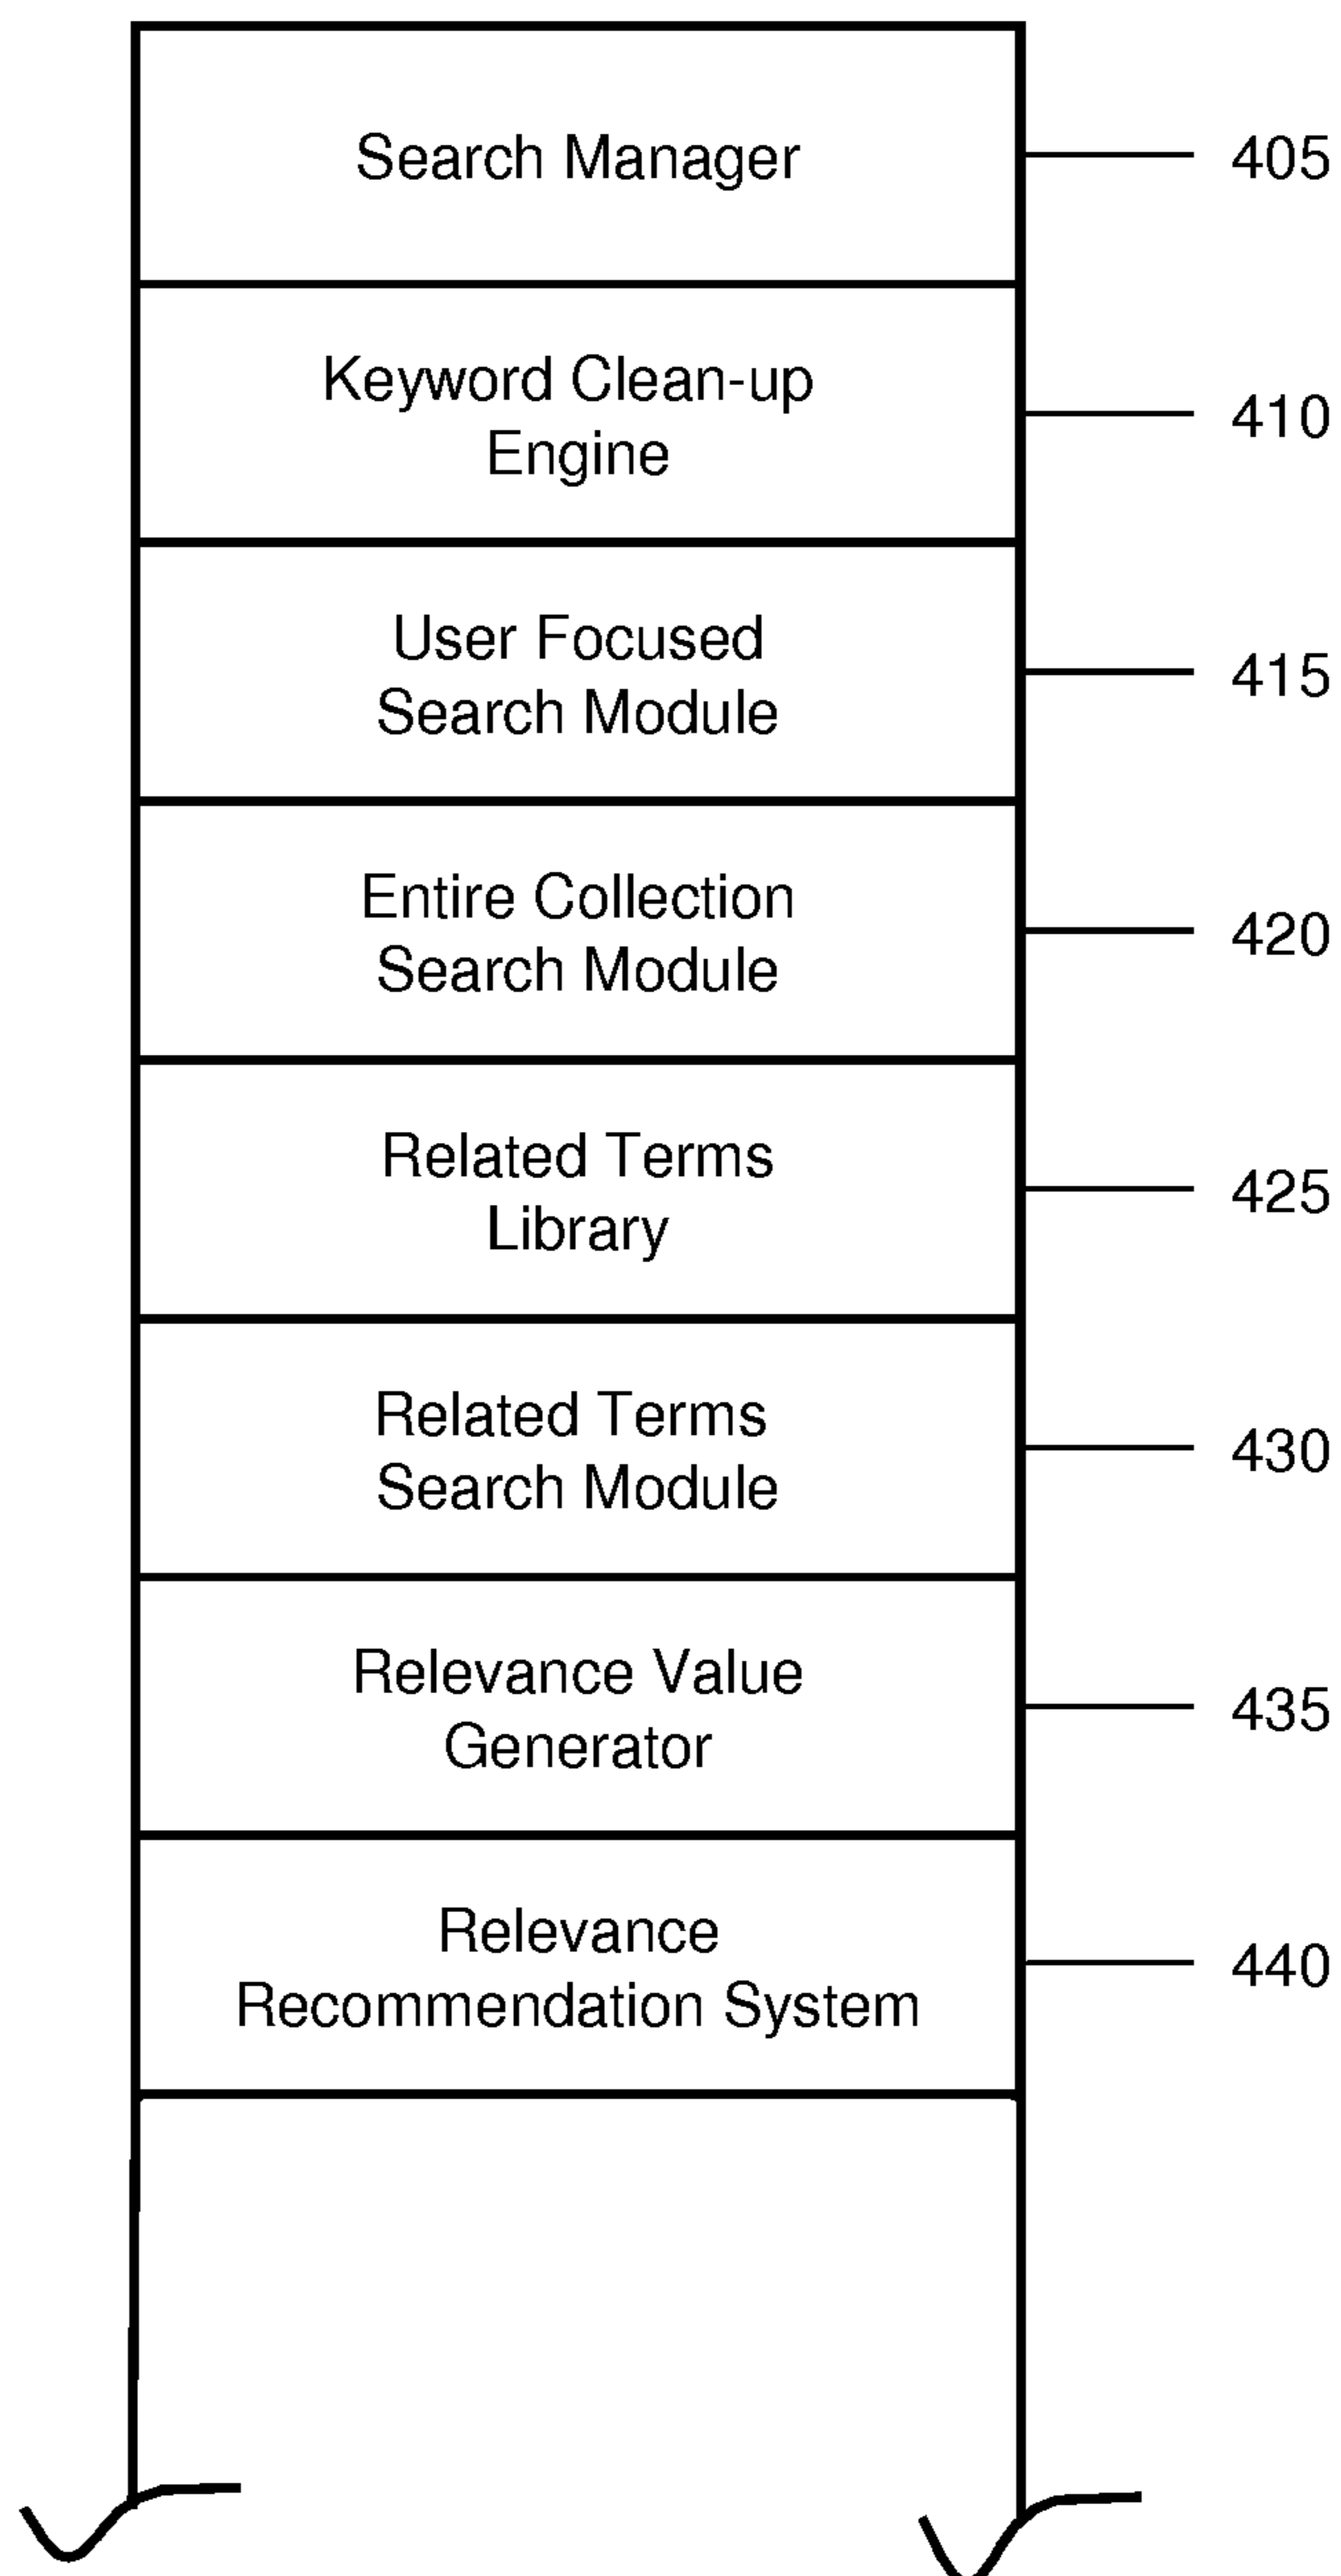 Search Manager
405
Keyword Clean-up
Engine
410
User Focused
Search Module
415
Entire Collection
Search Module
420
Related Terms
Library
425
Related Terms
Search Module
430
Relevance Value
Generator
435
Relevance
Recommendation System
440